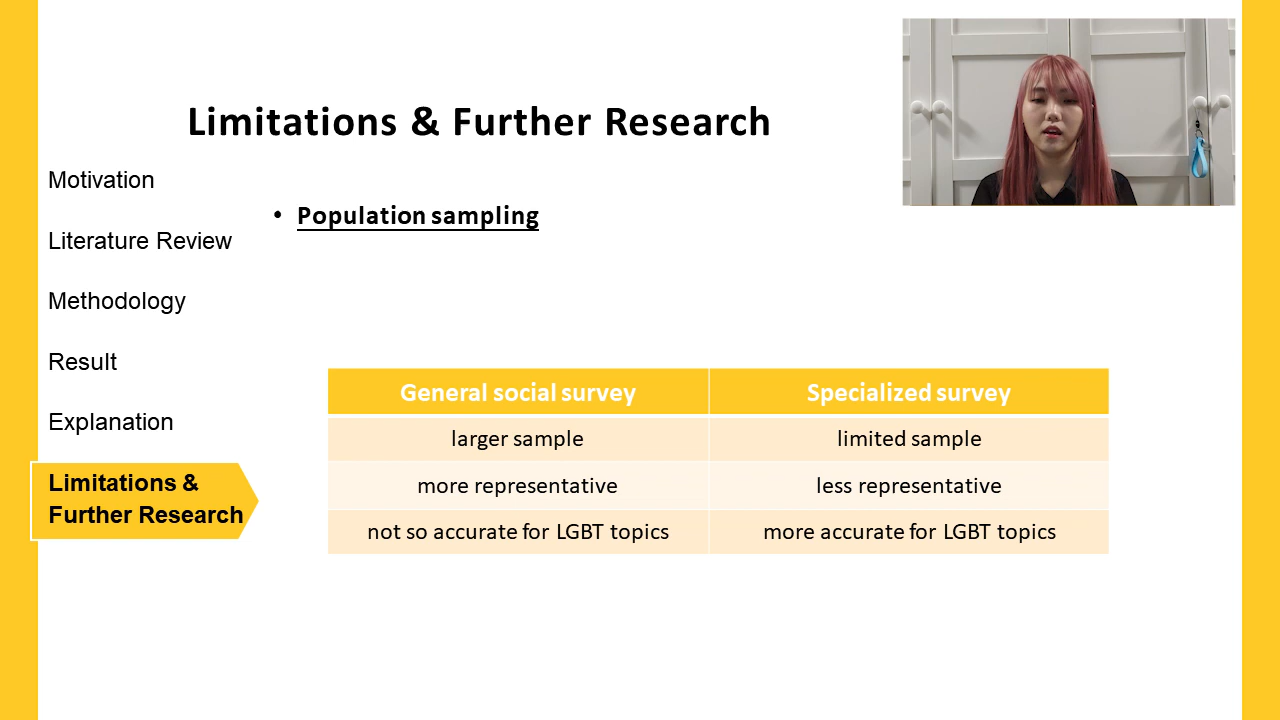 Limitations & Further Research
Motivation
Literature Review
Methodology
Result
Explanation
Limitations &
Further Research
• Population sampling
General social survey
Specialized survey
larger sample
limited sample
more representative
less representative
not so accurate for LGBT topics
more accurate for LGBT topics